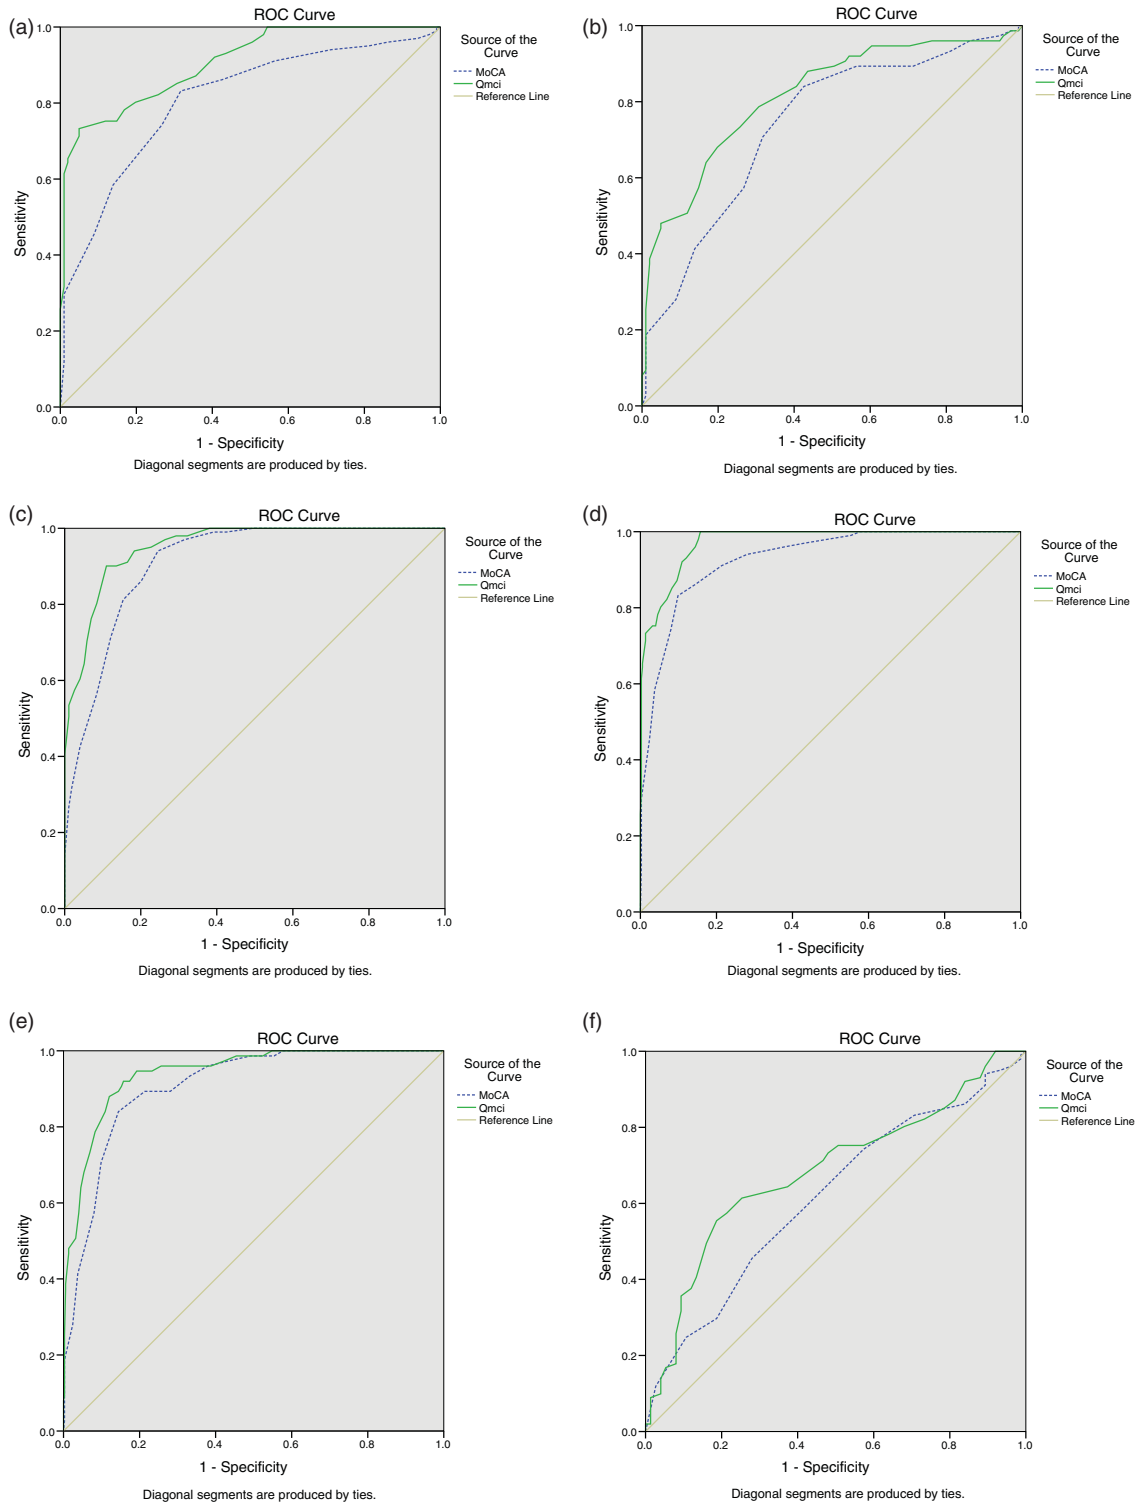 (a)
ROC Curve
1.0
0.8
0.6
0.4
0.2
0.0
Sensitivity
0.0 0.2 0.4 0.6 0.8 1.0
1 - Specificity
Diagonal segments are produced by ties.
Source of the
Curve
MoCA
Qmci
Reference Line
(b)
ROC Curve
1.0
0.8
0.6
0.4
0.2
0.0
Sensitivity
0.0 0.2 0.4 0.6 0.8 1.0
1 - Specificity
Diagonal segments are produced by ties.
Source of the
Curve
MoCA
Qmci
Reference Line
(c)
ROC Curve
1.0
0.8
0.6
0.4
0.2
0.0
Sensitivity
0.0 0.2 0.4 0.6 0.8 1.0
1 - Specificity
Diagonal segments are produced by ties.
Source of the
Curve
MoCA
Qmci
Reference Line
(d)
ROC Curve
1.0
0.8
0.6
0.4
0.2
0.0
Sensitivity
0.0 0.2 0.4 0.6 0.8 1.0
1 - Specificity
Diagonal segments are produced by ties.
Source of the
Curve
MoCA
Qmci
Reference Line
(e)
ROC Curve
1.0
0.8
0.6
0.4
0.2
0.0
Sensitivity
0.0 0.2 0.4 0.6 0.8 1.0
1 - Specificity
Diagonal segments are produced by ties.
Source of the
Curve
MoCA
Qmci
Reference Line
(f)
ROC Curve
1.0
0.8
0.6
0.4
0.2
0.0
Sensitivity
0.0 0.2 0.4 0.6 0.8 1.0
1 - Specificity
Diagonal segments are produced by ties.
Source of the
Curve
MoCA
Qmci
Reference Line